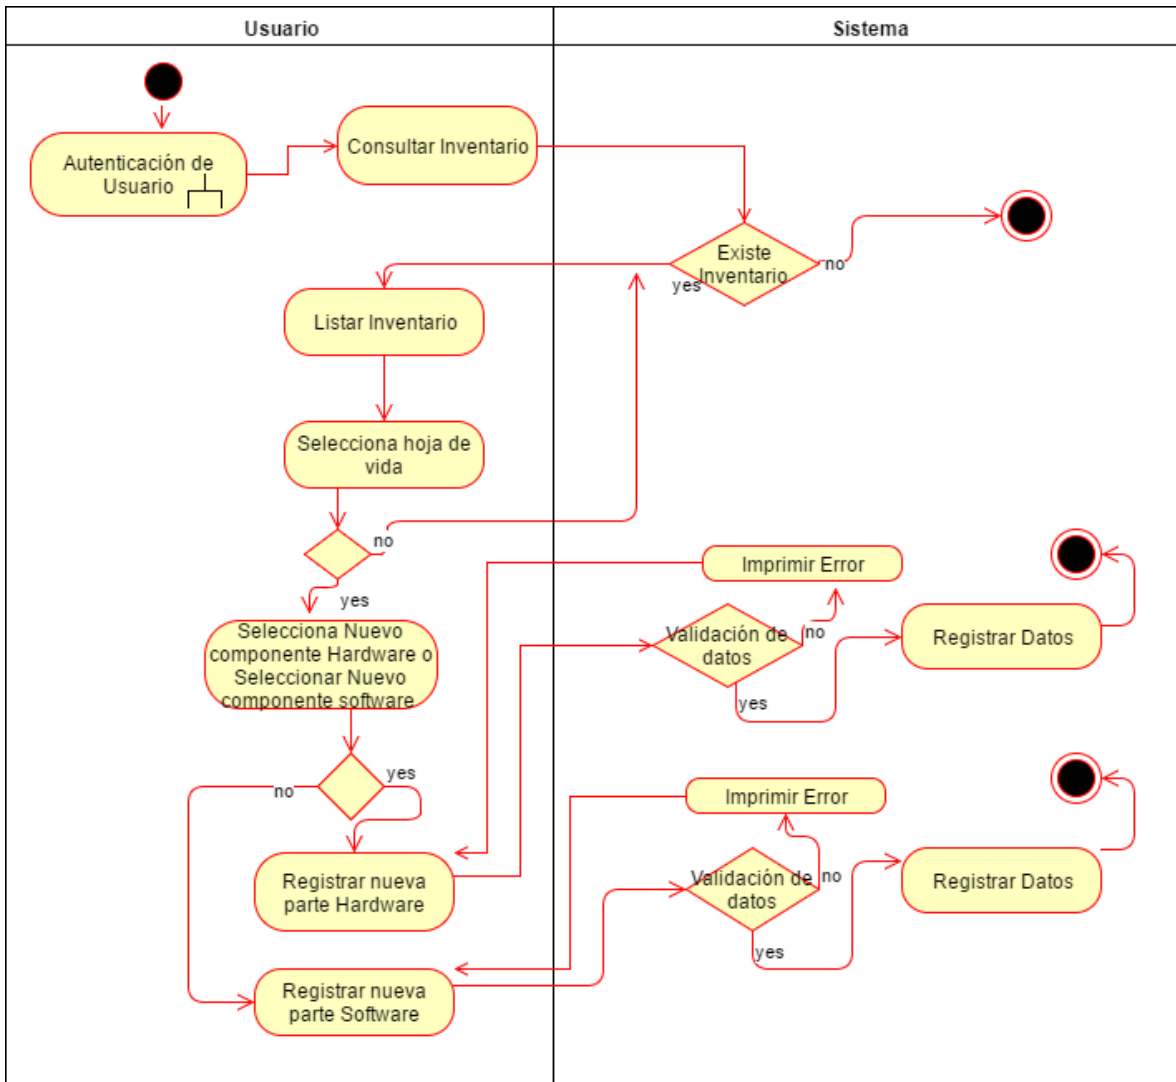 Usuario
Sistema
Autenticación de
Usuario
Consultar Inventario
Existe
Inventario
no
yes
Listar Inventario
Selecciona hoja de
vida
no
yes
Selecciona Nuevo
componente Hardware o
Seleccionar Nuevo
componente software
Imprimir Error
Validación de
datos
no
yes
Registrar Datos
no
yes
Registrar nueva
parte Hardware
Imprimir Error
Validación de
datos
no
yes
Registrar Datos
Registrar nueva
parte Software